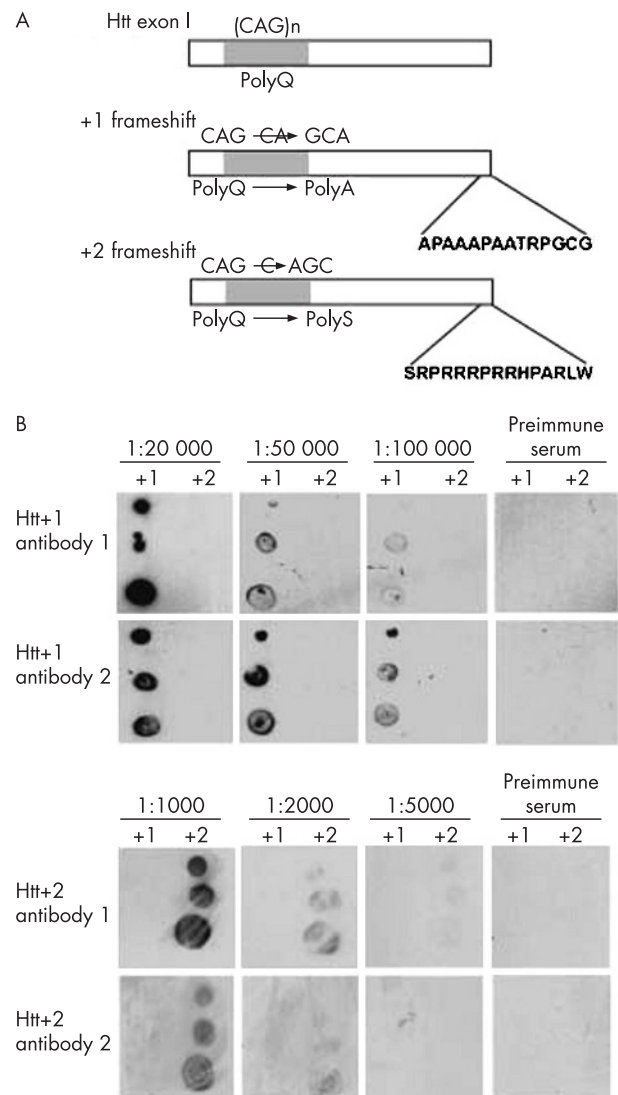 A
Htt exon I
(CAG)n
PolyQ
+1 frameshift
CAG CA GCA
PolyQ PolyA
APAAAPAATRPGCG
+2 frameshift
CAG C AGC
PolyQ PolyS
SRPRRRPRRHPARLW
B
1:20 000 1:50 000 1:100 000 Preimmune serum
+1 +2 +1 +2 +1 +2 +1 +2
Htt+1
antibody 1
Htt+1
antibody 2
1:1000 1:2000 1:5000 Preimmune serum
+1 +2 +1 +2 +1 +2 +1 +2
Htt+2
antibody 1
Htt+2
antibody 2